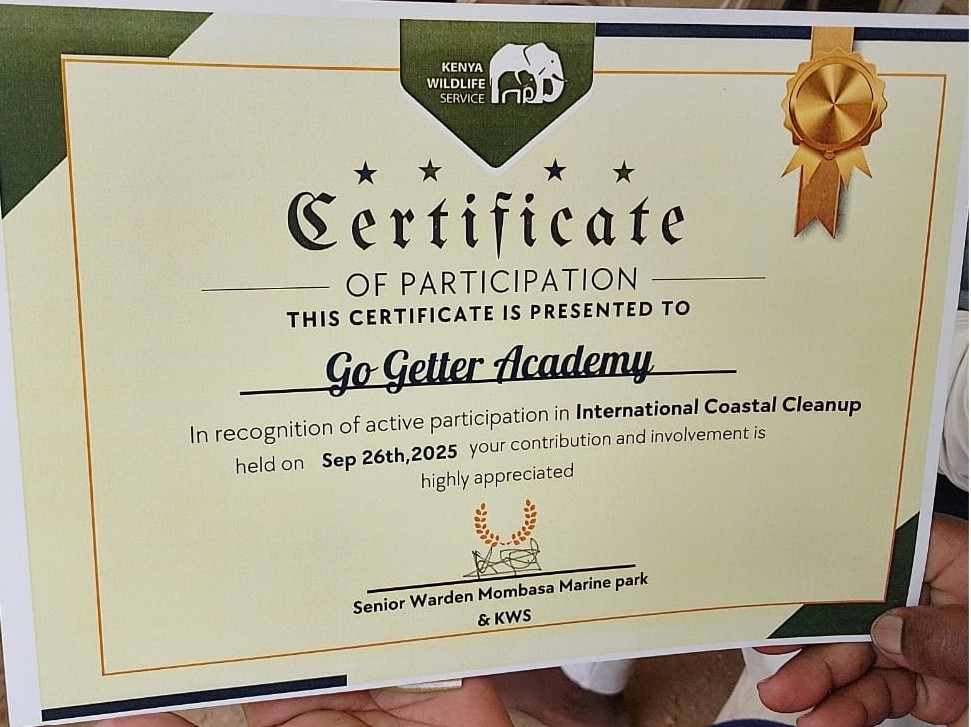 KENYA
WILDLIFE
SERVICE
Certificate
OF PARTICIPATION
THIS CERTIFICATE IS PRESENTED TO
Go Getter Academy
In recognition of active participation in International Coastal Cleanup
held on Sep 26th,2025 your contribution and involvement is
highly appreciated
Senior Warden Mombasa Marine park
& KWS